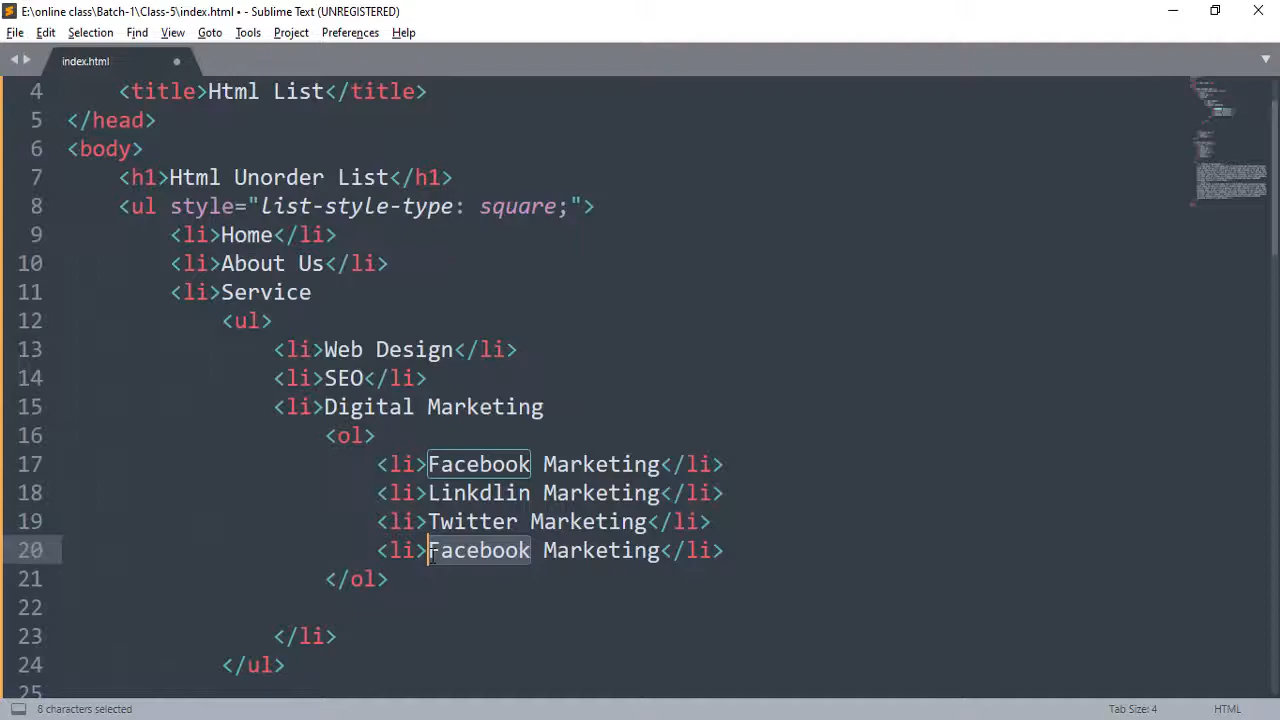 E:\online class\Batch-1\Class-5\index.html • - Sublime Text (UNREGISTERED)
File Edit Selection Find View Goto Tools Project Preferences Help
index.html
4 <title>Html List</title>
5 </head>
6 <body>
7 <h1>Html Unorder List</h1>
8 <ul style="list-style-type: square;">
9 <li>Home</li>
10 <li>About Us</li>
11 <li>Service
12 <ul>
13 <li>Web Design</li>
14 <li>SEO</li>
15 <li>Digital Marketing
16 <ol>
17 <li>Facebook Marketing</li>
18 <li>Linkdlin Marketing</li>
19 <li>Twitter Marketing</li>
20 <li>Facebook Marketing</li>
21 </ol>
22
23 </li>
24 </ul>
25
8 characters selected
Tab Size: 4
HTML